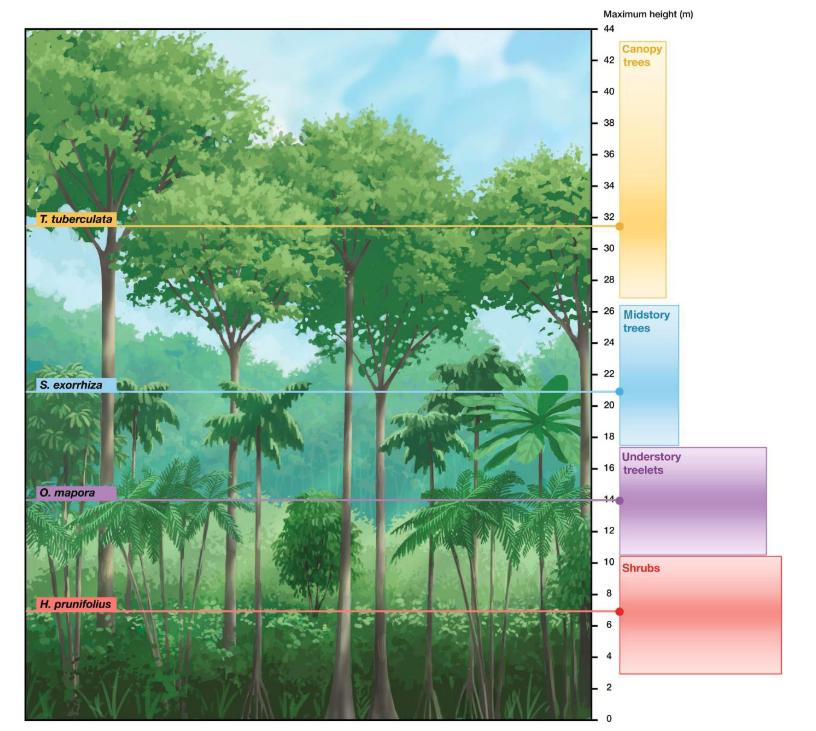 Maximum height (m)
44
Canopy
trees
42
40
38
36
34
T. tuberculata
32
30
28
26
Midstory
trees
24
22
S. exorrhiza
20
18
Understory
treelets
16
O. mapora
14
12
10
Shrubs
8
H. prunifolius
6
4
2
0